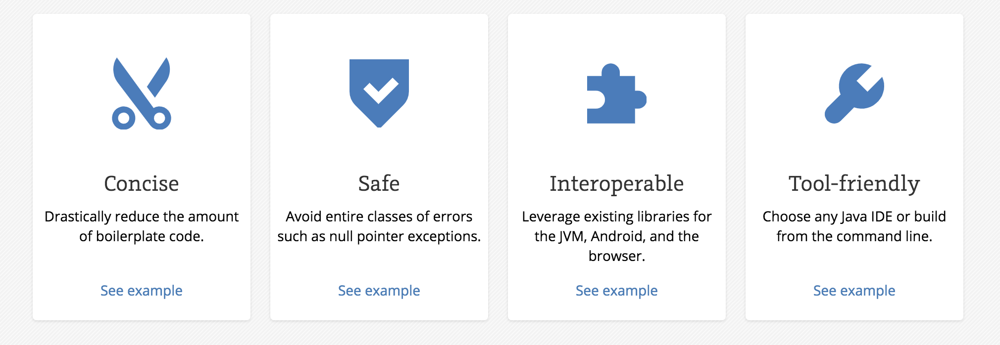 Concise
Drastically reduce the amount
of boilerplate code.
See example
Safe
Avoid entire classes of errors
such as null pointer exceptions.
See example
Interoperable
Leverage existing libraries for
the JVM, Android, and the
browser.
See example
Tool-friendly
Choose any Java IDE or build
from the command line.
See example